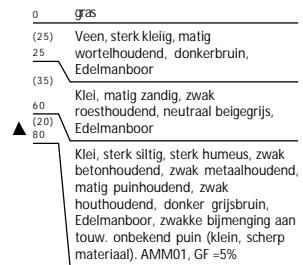 0 gras
(25) Veen, sterk kleiïg, matig
25 wortelhoudend, donkerbruin,
Edelmanboor
(35)
Klei, matig zandig, zwak
60 roesthoudend, neutraal beigegrijs,
(20) Edelmanboor
80
Klei, sterk siltig, sterk humeus, zwak
betonhoudend, zwak metaalhoudend,
matig puinhoudend, zwak
houthoudend, donker grijsbruin,
Edelmanboor, zwakke bijmenging aan
touw. onbekend puin (klein, scherp
materiaal). AMM01, GF =5%